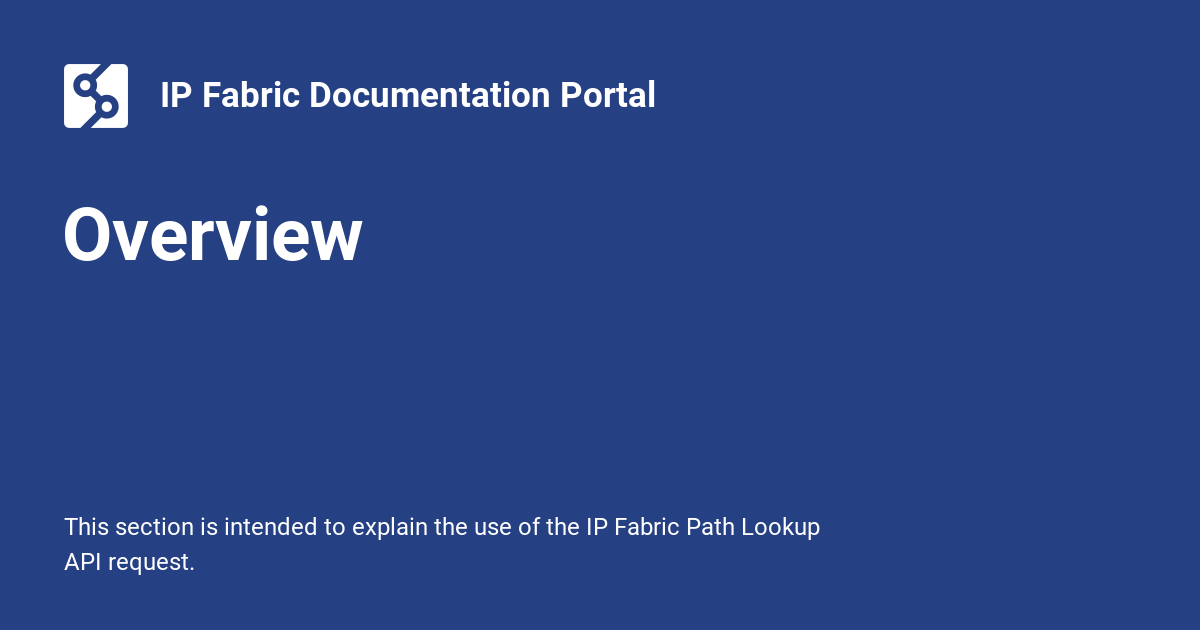 IP Fabric Documentation Portal
Overview
This section is intended to explain the use of the IP Fabric Path Lookup
API request.